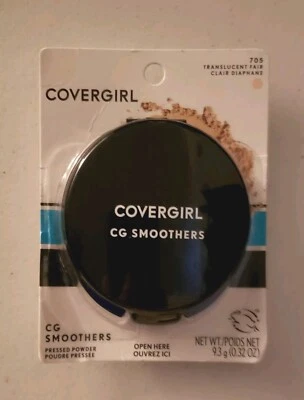 705
TRANSLUCENT FAIR
CLAIR DIAPHANE
COVERGIRL
COVERGIRL
CG SMOOTHERS
CG
SMOOTHERS
PRESSED POWDER
POUDRE PRESSÉE
OPEN HERE
OUVREZ ICI
NET WT./POIDS NET
9.3 g (0.32 OZ)